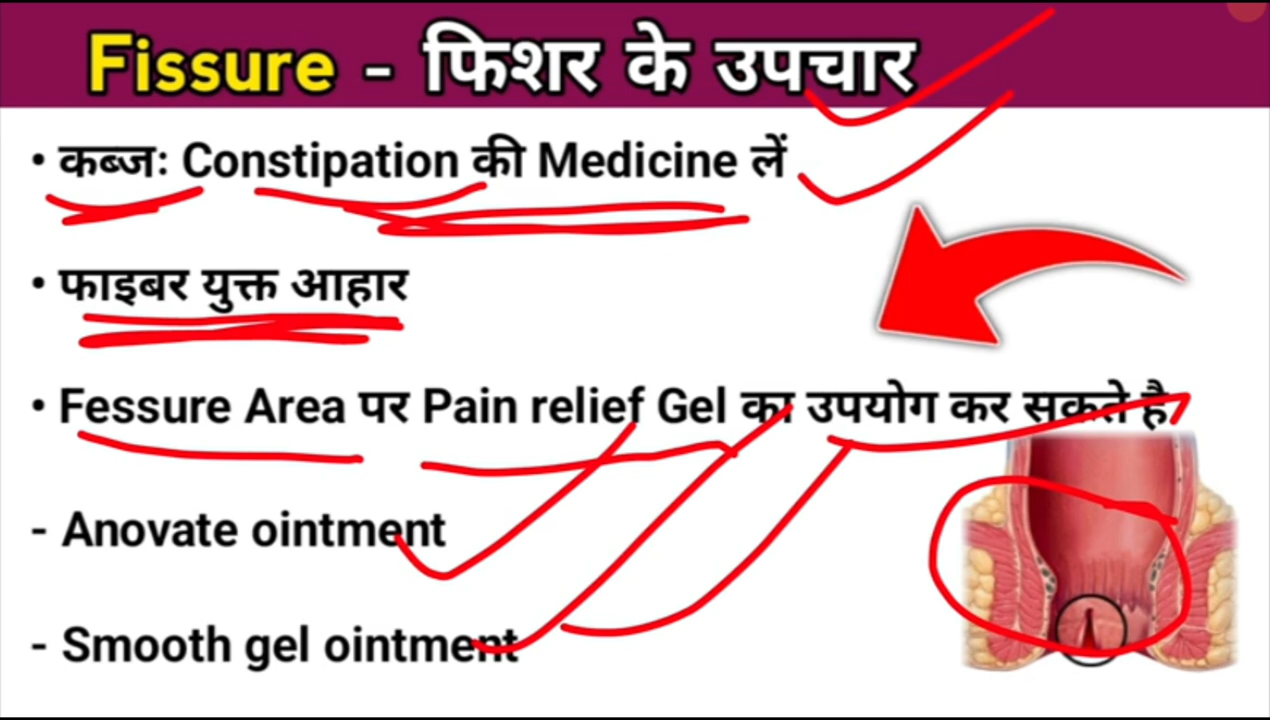 Fissure - फिशर के उपचार
• कब्जः Constipation की Medicine लें
• फाइबर युक्त आहार
• Fessure Area पर Pain relief Gel का उपयोग कर सकते है.
- Anovate ointment
- Smooth gel ointment